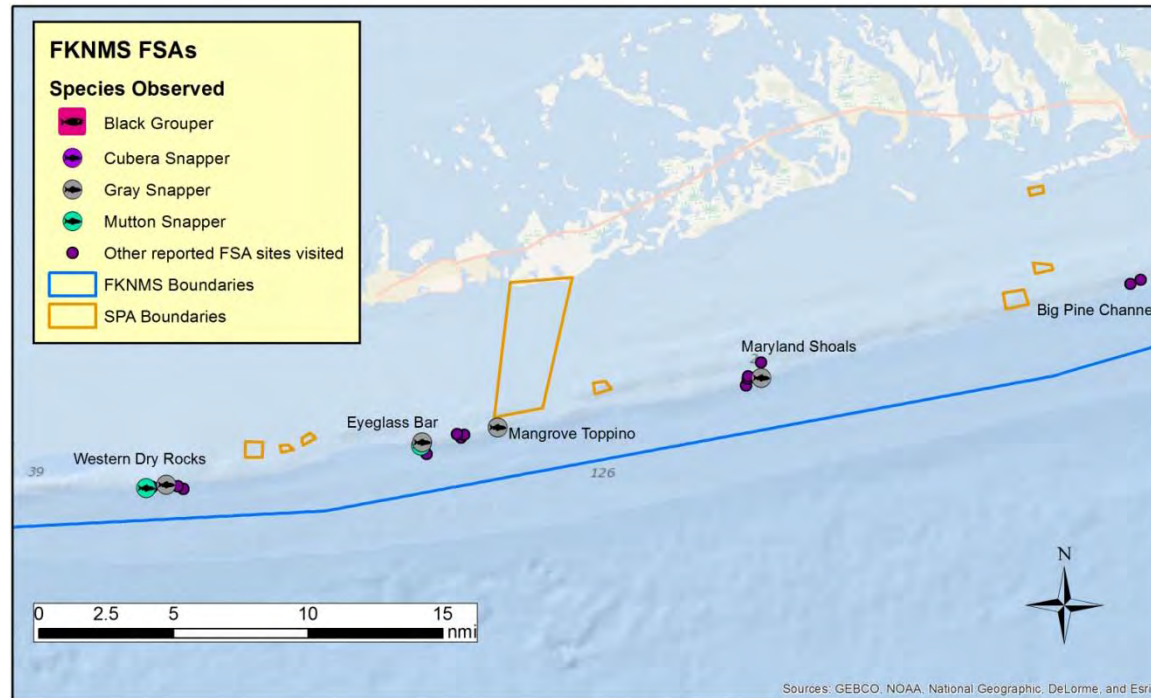 FKNMS FSAs
Species Observed
Black Grouper
Cubera Snapper
Gray Snapper
Mutton Snapper
Other reported FSA sites visited
FKNMS Boundaries
SPA Boundaries
Big Pine Channe
Maryland Shoals
Eyeglass Bar
Mangrove Toppino
Western Dry Rocks
39
126
N
0 2.5 5 10 15
nmi
Sources: GEBCO, NOAA, National Geographic, DeLorme, and Esri